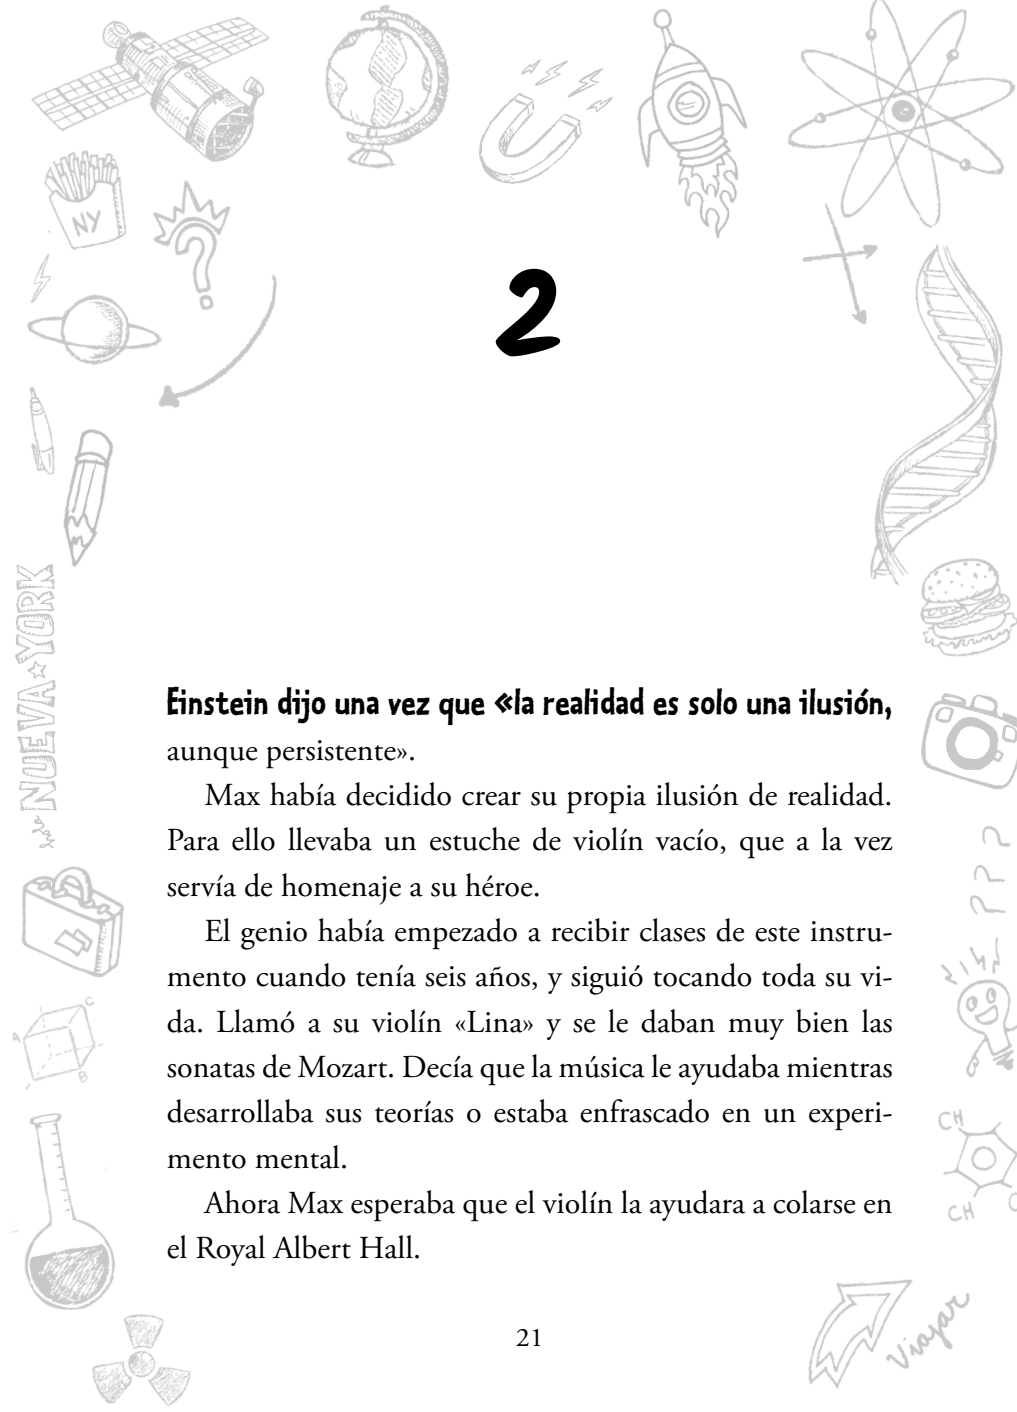 NY
2
NUEVA YORK
Einstein dijo una vez que «la realidad es solo una ilusión,
aunque persistente».
Max había decidido crear su propia ilusión de realidad.
Para ello llevaba un estuche de violín vacío, que a la vez
servía de homenaje a su héroe.
El genio había empezado a recibir clases de este instru-
mento cuando tenía seis años, y siguió tocando toda su vi-
da. Llamó a su violín «Lina» y se le daban muy bien las
sonatas de Mozart. Decía que la música le ayudaba mientras
desarrollaba sus teorías o estaba enfrascado en un experi-
mento mental.
Ahora Max esperaba que el violín la ayudara a colarse en
el Royal Albert Hall.
? ? ?
C
A
B
CH
CH
21
Viajar